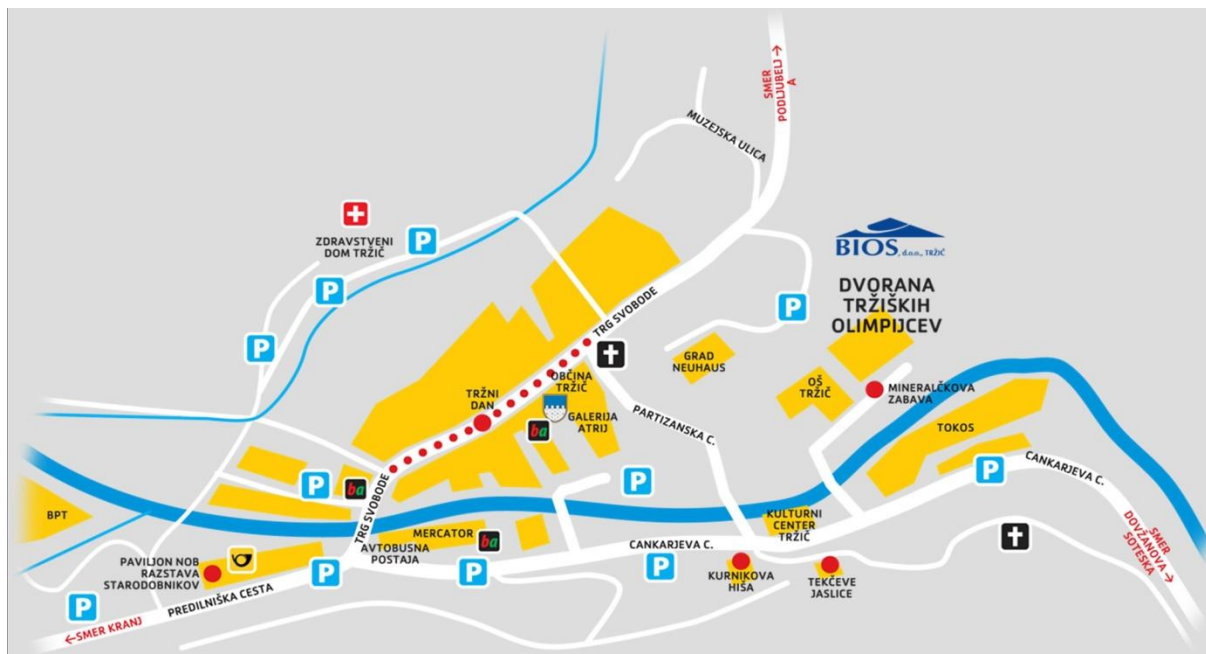 SMER
PODLJUBELJ →
A
MUZEJSKA ULICA
ZDRAVSTVENI
DOM TRŽIČ
P
P
P
P
BIOS, d.o.o., TRŽIČ
DVORANA
TRŽIŠKIH
OLIMPIJCEV
TRG SVOBODE
GRAD
NEUHAUS
OBČINA
TRŽIČ
TRŽNI
DAN
GALERIJA
ATRIJ
ba
OŠ
TRŽIČ
MINERALČKOVA
ZABAVA
PARTIZANSKA C.
TOKOS
CANKARJEVA C.
P
P
P
ba
TRG SVOBODE
BPT
MERCATOR
ba
AVTOBUSNA
POSTAJA
KULTURNI
CENTER
TRŽIČ
CANKARJEVA C.
SMER
DOVŽANOVA
SOTESKA →
PAVILJON NOB
RAZSTAVA
STARODOBNIKOV
P
P
P
KURNIKOVA
HIŠA
TEKČEVE
JASLICE
P
PREDILNIŠKA CESTA
← SMER KRANJ